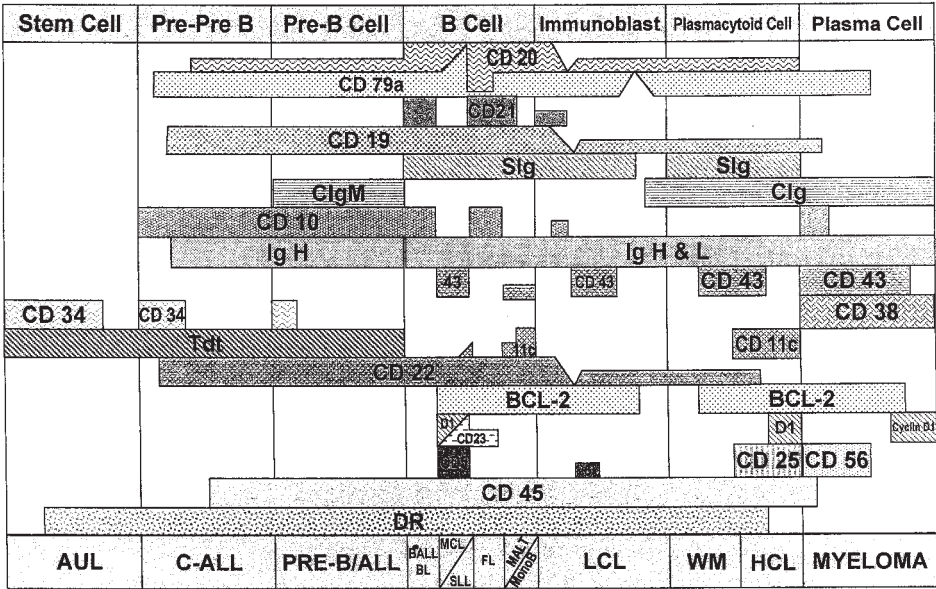 Stem Cell Pre-Pre B Pre-B Cell B Cell Immunoblast Plasmacytoid Cell Plasma Cell
CD 20
CD 79a
CD21
CD 19
SIg SIg
CIgM CIg
CD 10
Ig H Ig H & L
43 CD 43 CD 43 CD 43
CD 34 CD 34 CD 38
Tdt 11c CD 11c
CD 22
BCL-2 BCL-2
D1 D1 Cyclin D1
CD23
CD 25 CD 56
CD 45
DR
AUL C-ALL PRE-B/ALL BALL BL MCL SLL FL MALT MonoB LCL WM HCL MYELOMA